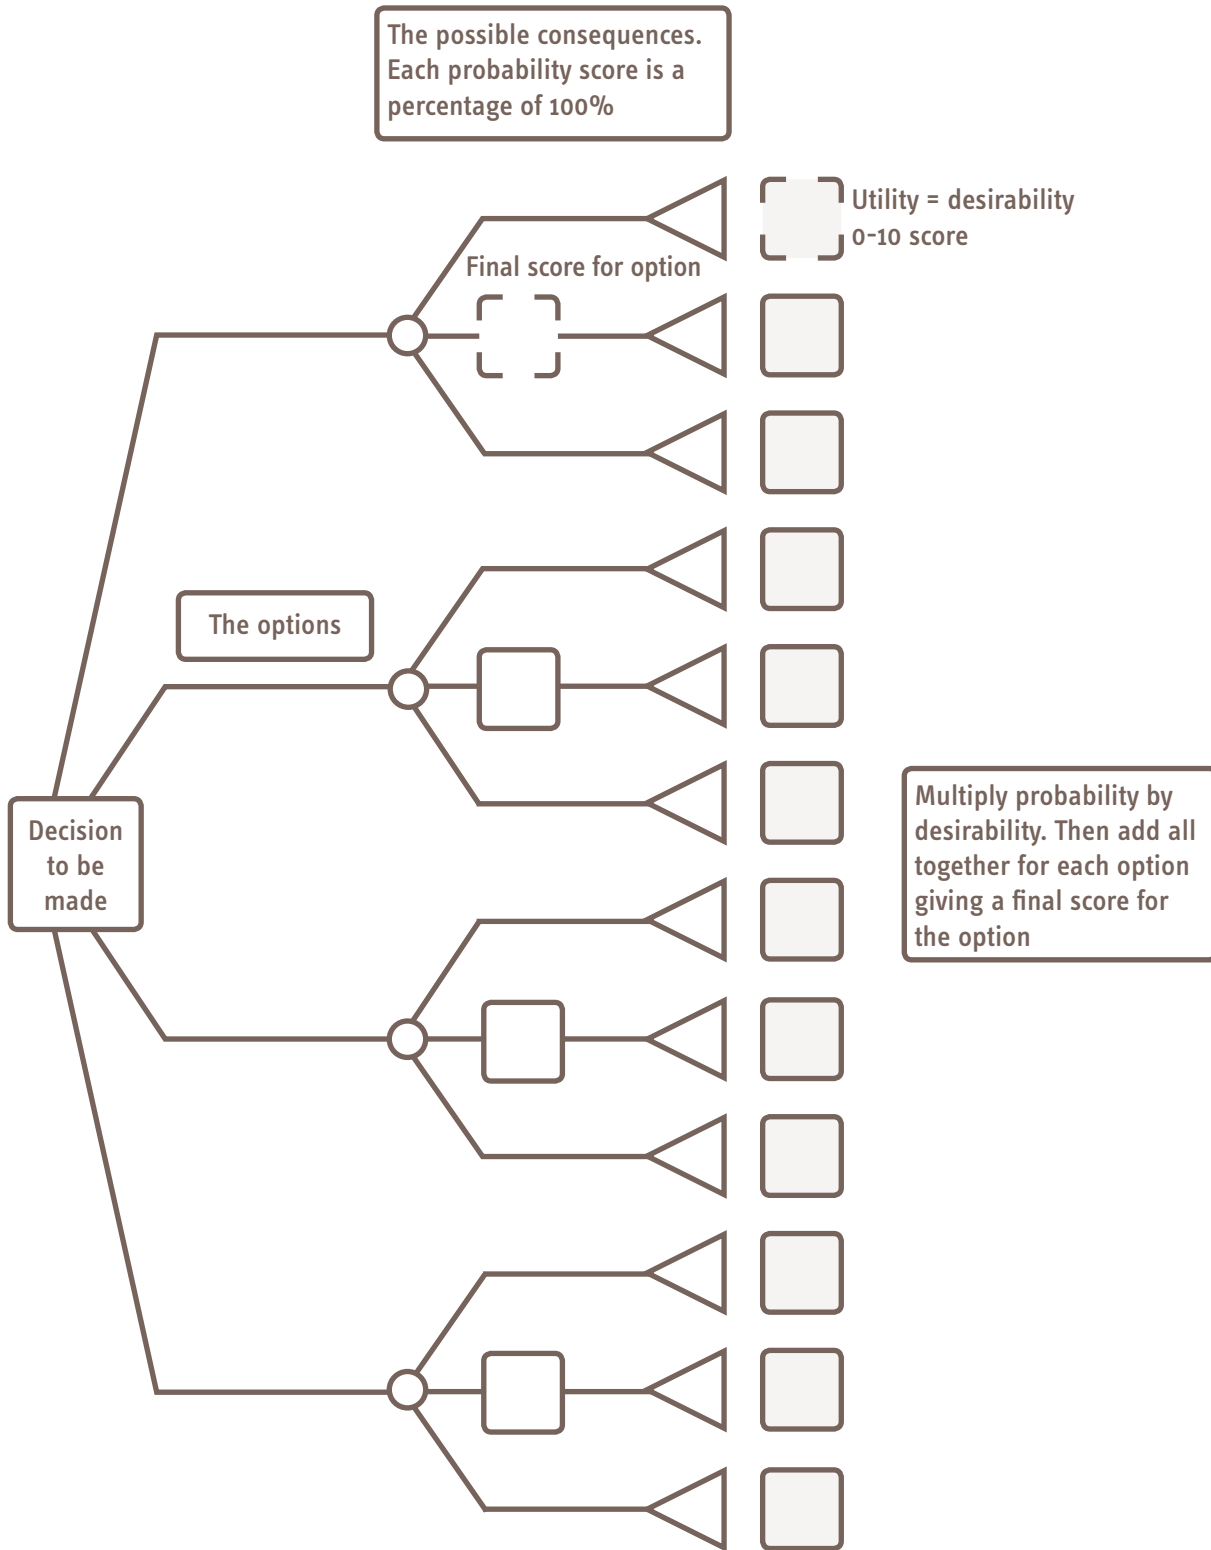 The possible consequences.
Each probability score is a
percentage of 100%
Utility = desirability
0-10 score
Final score for option
The options
Decision
to be
made
Multiply probability by
desirability. Then add all
together for each option
giving a final score for
the option